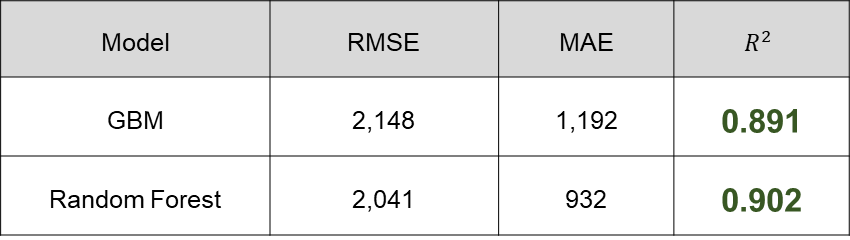 Model RMSE MAE R²
GBM 2,148 1,192 0.891
Random Forest 2,041 932 0.902